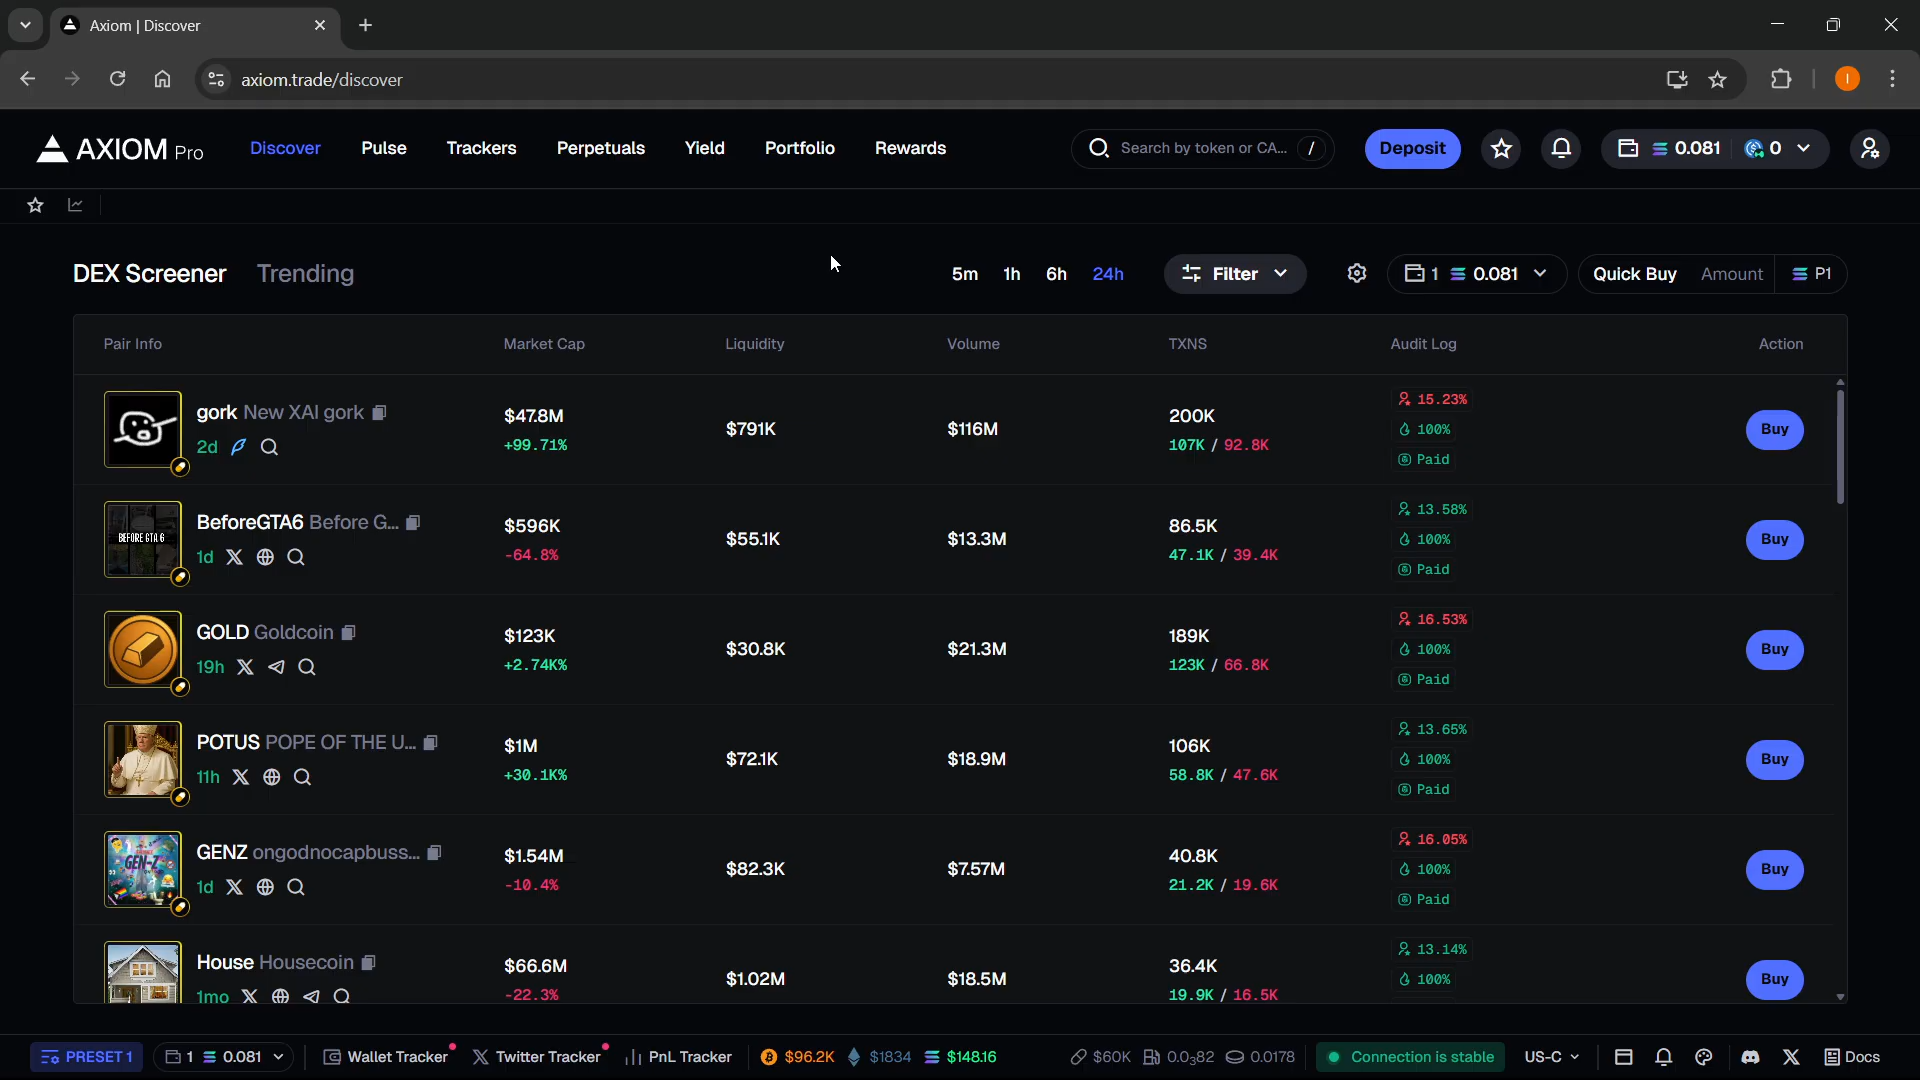 Axiom | Discover
axiom.trade/discover
I
AXIOM Pro
Discover
Pulse
Trackers
Perpetuals
Yield
Portfolio
Rewards
Search by token or CA... /
Deposit
0.081
0
DEX Screener
Trending
5m 1h 6h 24h
Filter
1 0.081
Quick Buy Amount P1
Pair Info Market Cap Liquidity Volume TXNS Audit Log Action
gork New XAI gork
2d
$47.8M
+99.71%
$791K
$116M
200K
107K / 92.8K
15.23%
100%
Paid
Buy
BEFORE GTA 6
BeforeGTA6 Before G...
1d
$596K
-64.8%
$55.1K
$13.3M
86.5K
47.1K / 39.4K
13.58%
100%
Paid
Buy
GOLD Goldcoin
19h
$123K
+2.74K%
$30.8K
$21.3M
189K
123K / 66.8K
16.53%
100%
Paid
Buy
POTUS POPE OF THE U...
11h
$1M
+30.1K%
$72.1K
$18.9M
106K
58.8K / 47.6K
13.65%
100%
Paid
Buy
GEN-Z
GENZ ongodnocapbuss...
1d
$1.54M
-10.4%
$82.3K
$7.57M
40.8K
21.2K / 19.6K
16.05%
100%
Paid
Buy
House Housecoin
1mo
$66.6M
-22.3%
$1.02M
$18.5M
36.4K
19.9K / 16.5K
13.14%
100%
Buy
PRESET 1
1 0.081
Wallet Tracker
Twitter Tracker
PnL Tracker
$96.2K
$1834
$148.16
$60K
0.0₃82
0.0178
Connection is stable
US-C
Docs